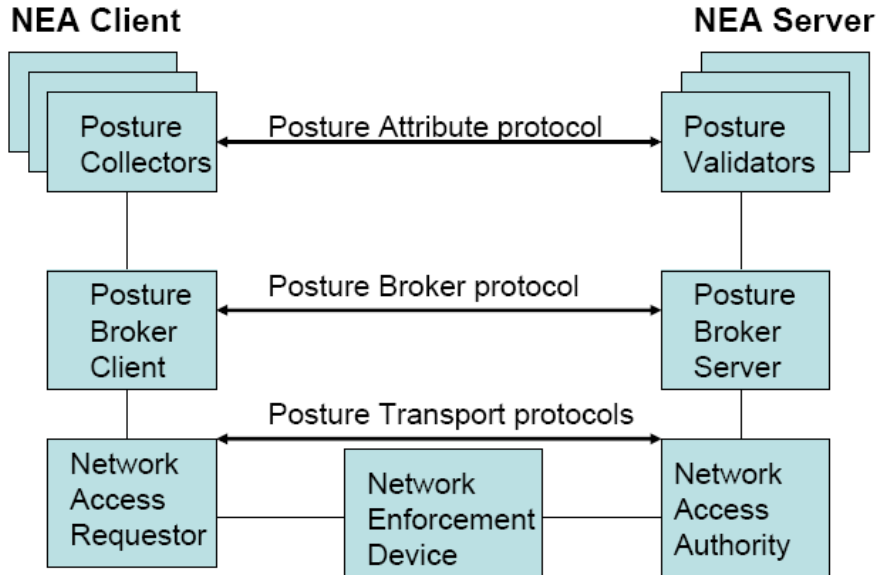 NEA Client
NEA Server
Posture
Collectors
Posture Attribute protocol
Posture
Validators
Posture
Broker
Client
Posture Broker protocol
Posture
Broker
Server
Posture Transport protocols
Network
Access
Requestor
Network
Enforcement
Device
Network
Access
Authority